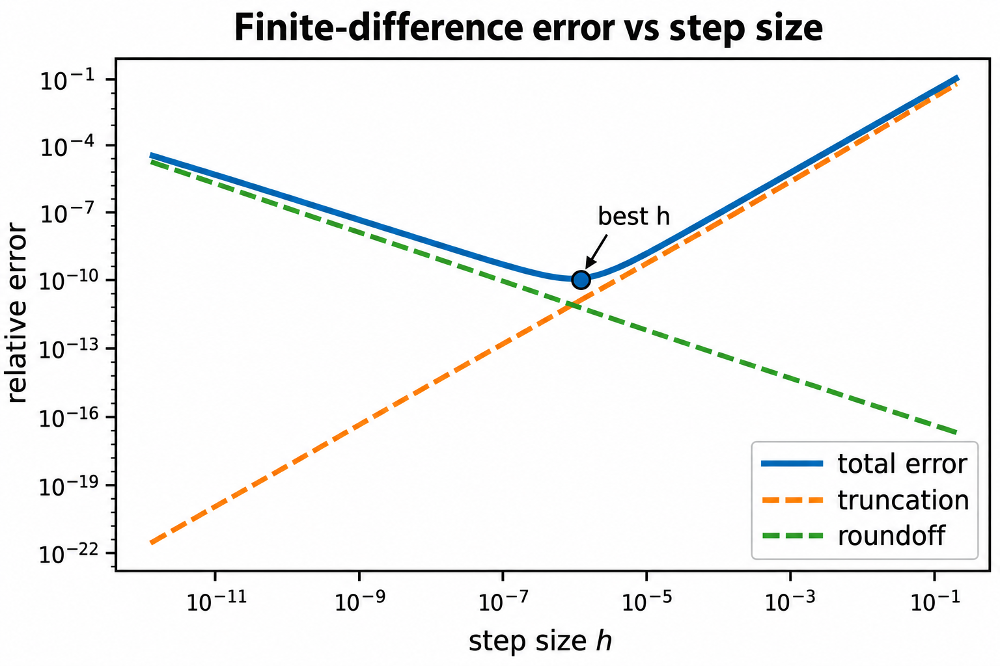 Finite-difference error vs step size
10⁻¹
10⁻⁴
10⁻⁷
10⁻¹⁰
10⁻¹³
10⁻¹⁶
10⁻¹⁹
10⁻²²
relative error
best h
total error
truncation
roundoff
10⁻¹¹ 10⁻⁹ 10⁻⁷ 10⁻⁵ 10⁻³ 10⁻¹
step size h